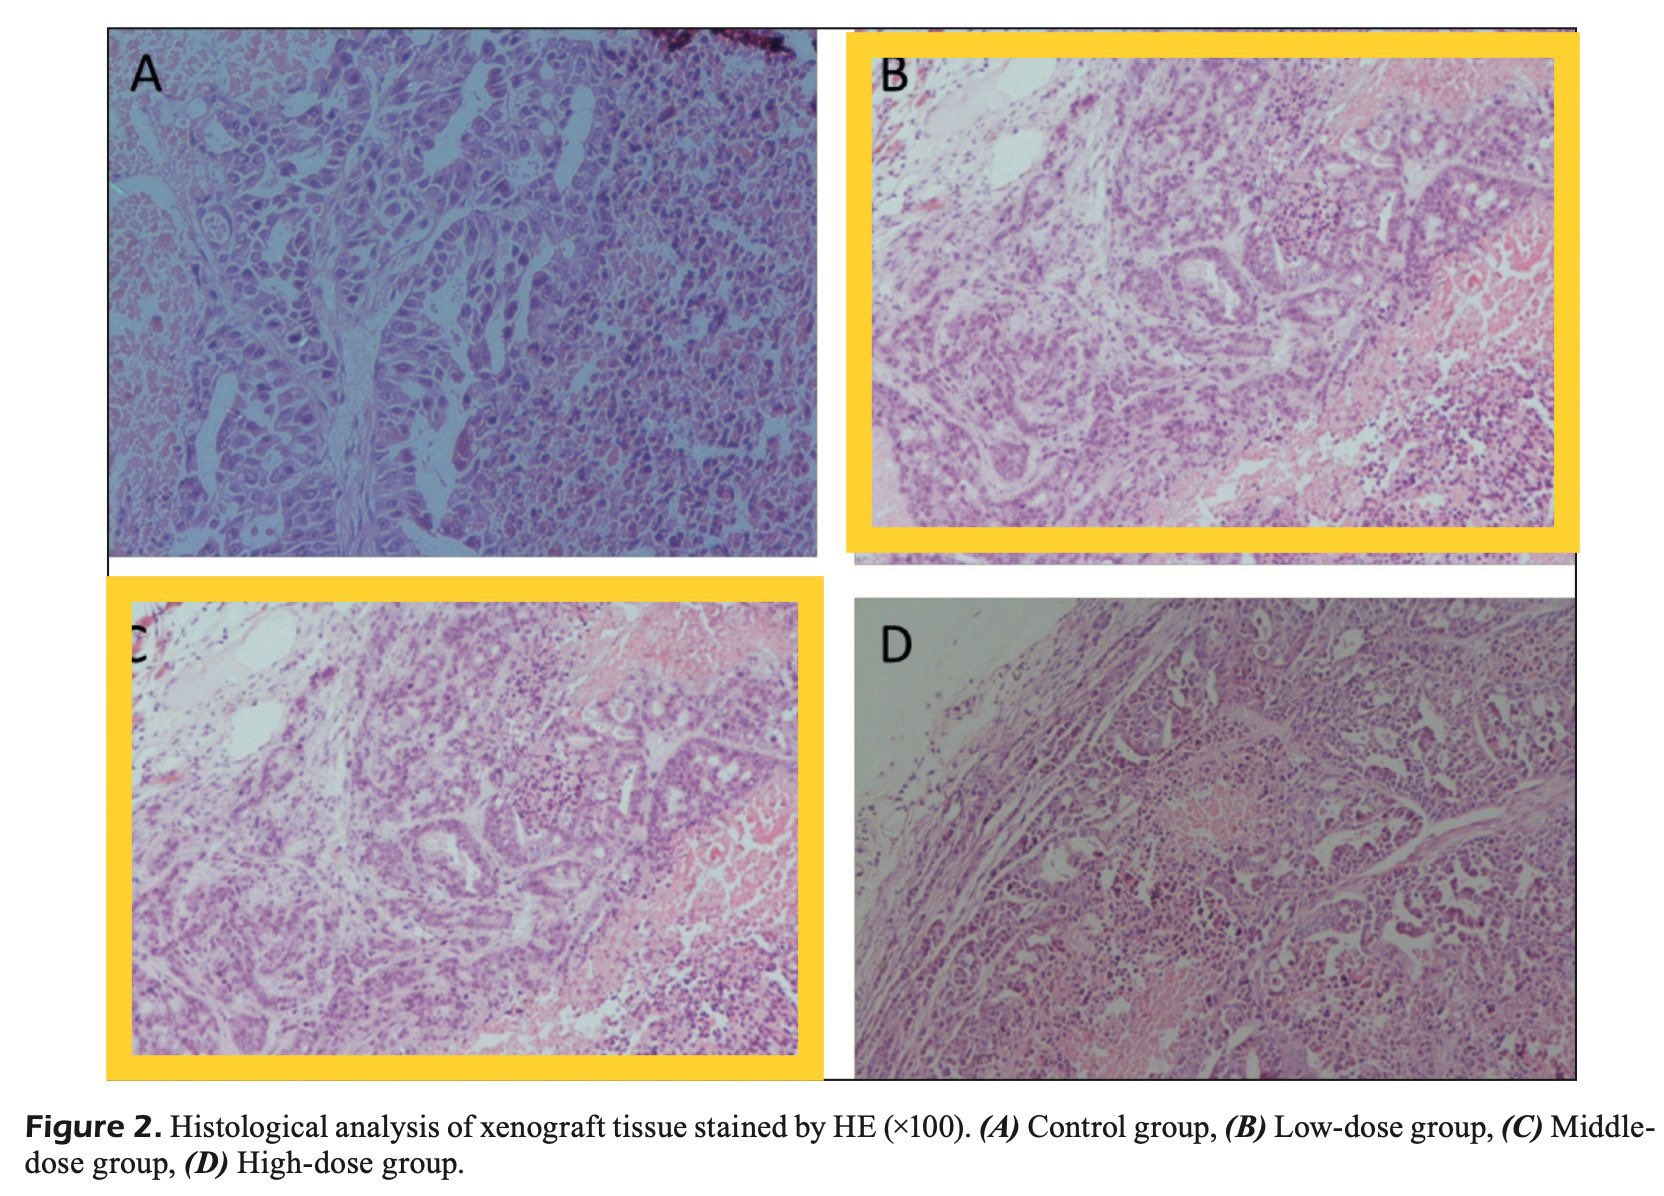 A
B
C
D
Figure 2. Histological analysis of xenograft tissue stained by HE (×100). (A) Control group, (B) Low-dose group, (C) Middle-
dose group, (D) High-dose group.